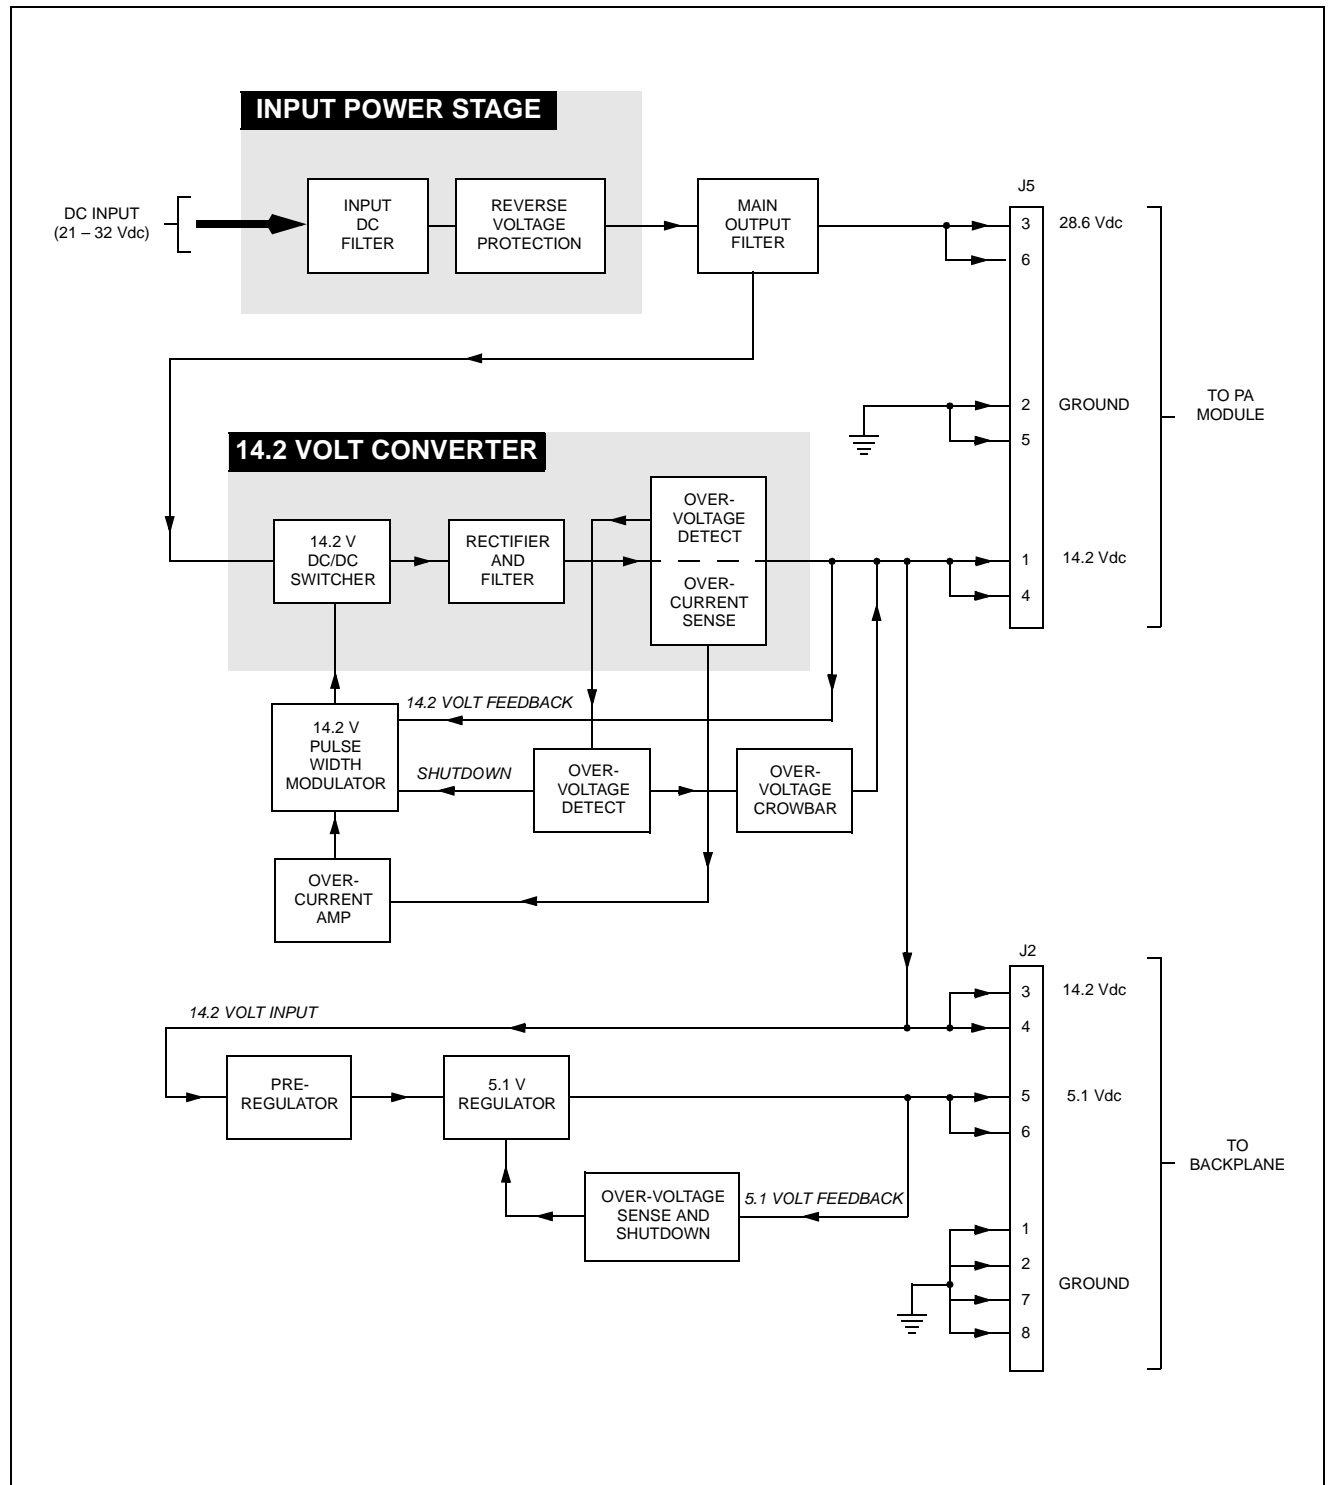 INPUT POWER STAGE
DC INPUT
(21 – 32 Vdc)
INPUT
DC
FILTER
REVERSE
VOLTAGE
PROTECTION
MAIN
OUTPUT
FILTER
J5
3
28.6 Vdc
6
2
GROUND
5
1
14.2 Vdc
4
TO PA
MODULE
14.2 VOLT CONVERTER
14.2 V
DC/DC
SWITCHER
RECTIFIER
AND
FILTER
OVER-
VOLTAGE
DETECT
OVER-
CURRENT
SENSE
14.2 VOLT FEEDBACK
14.2 V
PULSE
WIDTH
MODULATOR
SHUTDOWN
OVER-
VOLTAGE
DETECT
OVER-
VOLTAGE
CROWBAR
OVER-
CURRENT
AMP
J2
3
14.2 Vdc
4
5
5.1 Vdc
6
1
2
GROUND
7
8
TO
BACKPLANE
14.2 VOLT INPUT
PRE-
REGULATOR
5.1 V
REGULATOR
OVER-VOLTAGE
SENSE AND
SHUTDOWN
5.1 VOLT FEEDBACK